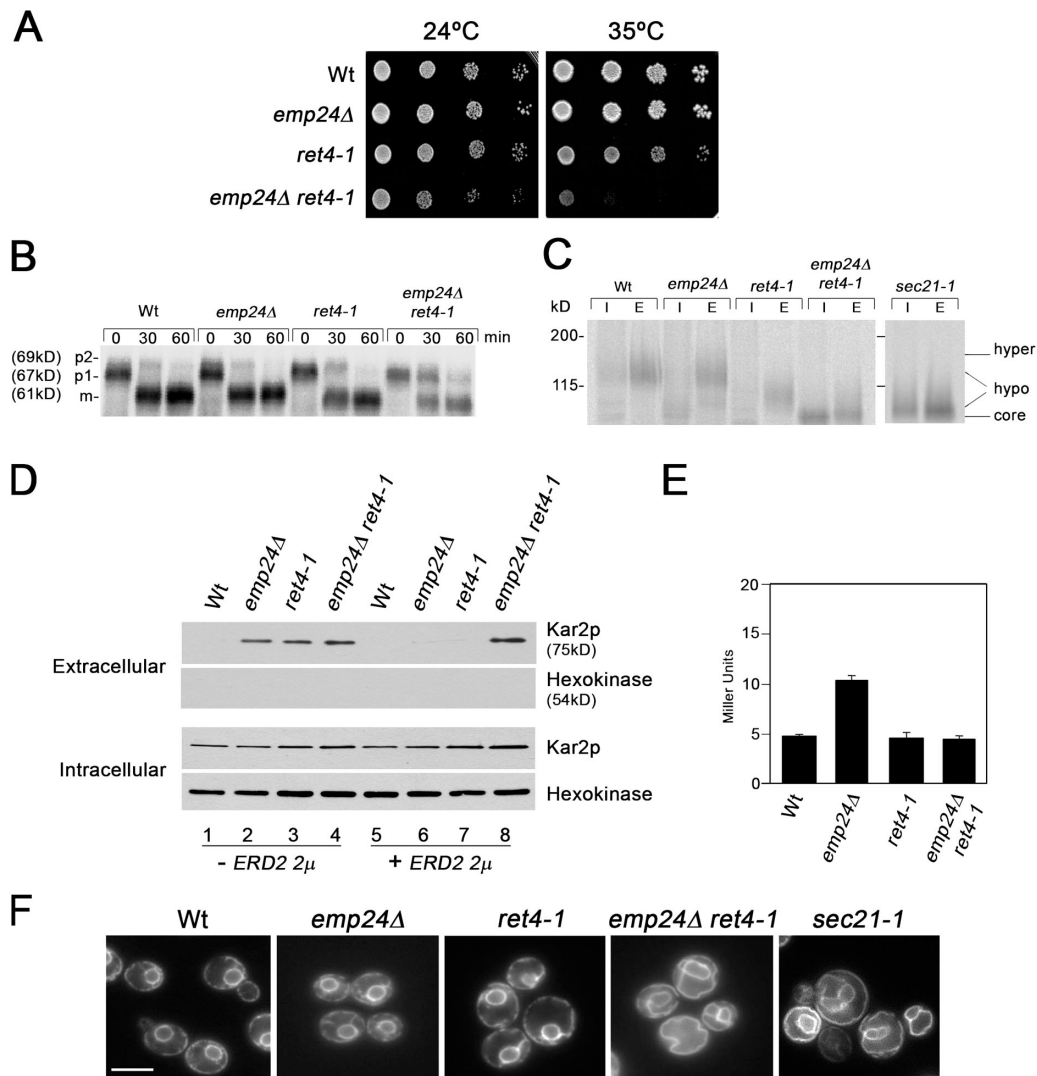 A
24ºC 35ºC
Wt
emp24Δ
ret4-1
emp24Δ ret4-1
B
Wt emp24Δ ret4-1 emp24Δ ret4-1
0 30 60 0 30 60 0 30 60 0 30 60 min
(69kD) p2-
(67kD) p1-
(61kD) m-
C
Wt emp24Δ ret4-1 emp24Δ ret4-1 sec21-1
kD I E I E I E I E I E
200-
115-
hyper
hypo
core
D
Wt emp24Δ ret4-1 emp24Δ ret4-1 Wt emp24Δ ret4-1 emp24Δ ret4-1
Extracellular
Kar2p
(75kD)
Hexokinase
(54kD)
Intracellular
Kar2p
Hexokinase
1 2 3 4 5 6 7 8
- ERD2 2μ + ERD2 2μ
E
Miller Units
20
15
10
5
0
Wt emp24Δ ret4-1 emp24Δ ret4-1
F
Wt emp24Δ ret4-1 emp24Δ ret4-1 sec21-1